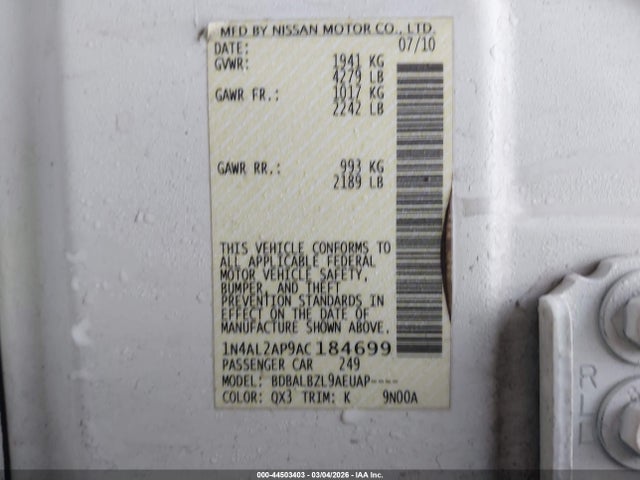 MFD BY NISSAN MOTOR CO., LTD.
DATE: 07/10
GVWR: 1941 KG
4279 LB
GAWR FR.: 1017 KG
2242 LB
GAWR RR.: 993 KG
2189 LB
THIS VEHICLE CONFORMS TO
ALL APPLICABLE FEDERAL
MOTOR VEHICLE SAFETY,
BUMPER, AND THEFT
PREVENTION STANDARDS IN
EFFECT ON THE DATE OF
MANUFACTURE SHOWN ABOVE.
1N4AL2AP9AC184699
PASSENGER CAR 249
MODEL: BDBALBZL9AEUAP----
COLOR: QX3 TRIM: K 9N00A
R
L
000-44503403 - 03/04/2026 - IAA Inc.